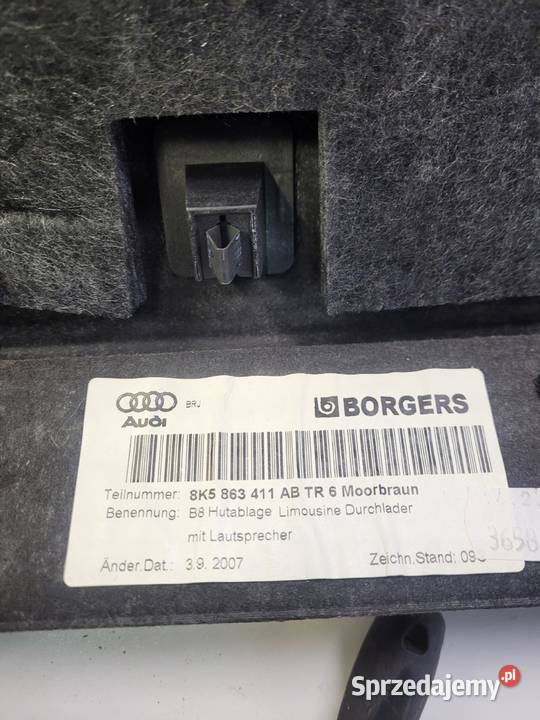 Audi
BRJ
BORGERS
Teilnummer: 8K5 863 411 AB TR 6 Moorbraun
Benennung: B8 Hutablage Limousine Durchlader
mit Lautsprecher
Änder.Dat.: 3.9. 2007 Zeichn.Stand:
Sprzedajemy.pl